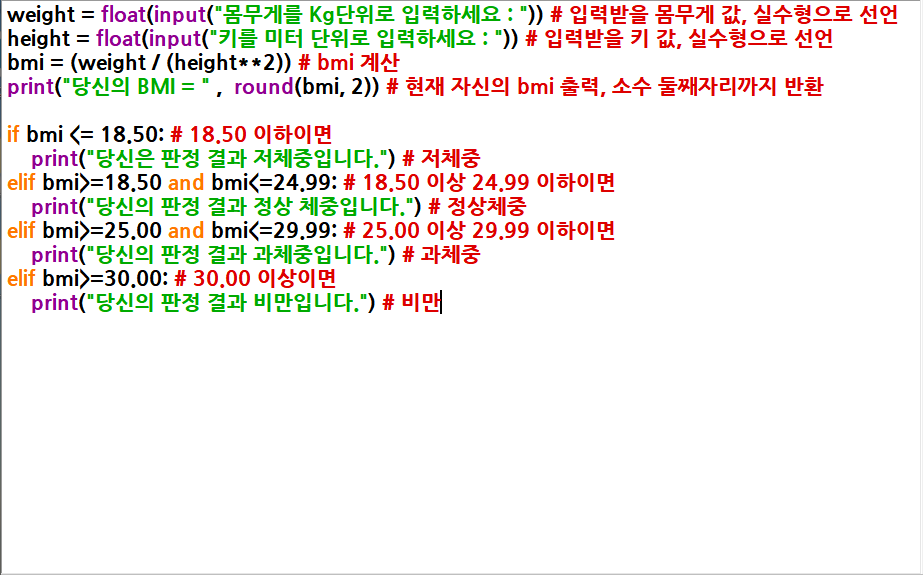 weight = float(input("몸무게를 Kg단위로 입력하세요 : ")) # 입력받을 몸무게 값, 실수형으로 선언
height = float(input("키를 미터 단위로 입력하세요 : ")) # 입력받을 키 값, 실수형으로 선언
bmi = (weight / (height**2)) # bmi 계산
print("당신의 BMI = " ,  round(bmi, 2)) # 현재 자신의 bmi 출력, 소수 둘째자리까지 반환
if bmi <= 18.50: # 18.50 이하이면
    print("당신은 판정 결과 저체중입니다.") # 저체중
elif bmi>=18.50 and bmi<=24.99: # 18.50 이상 24.99 이하이면
    print("당신의 판정 결과 정상 체중입니다.") # 정상체중
elif bmi>=25.00 and bmi<=29.99: # 25.00 이상 29.99 이하이면
    print("당신의 판정 결과 과체중입니다.") # 과체중
elif bmi>=30.00: # 30.00 이상이면
    print("당신의 판정 결과 비만입니다.") # 비만